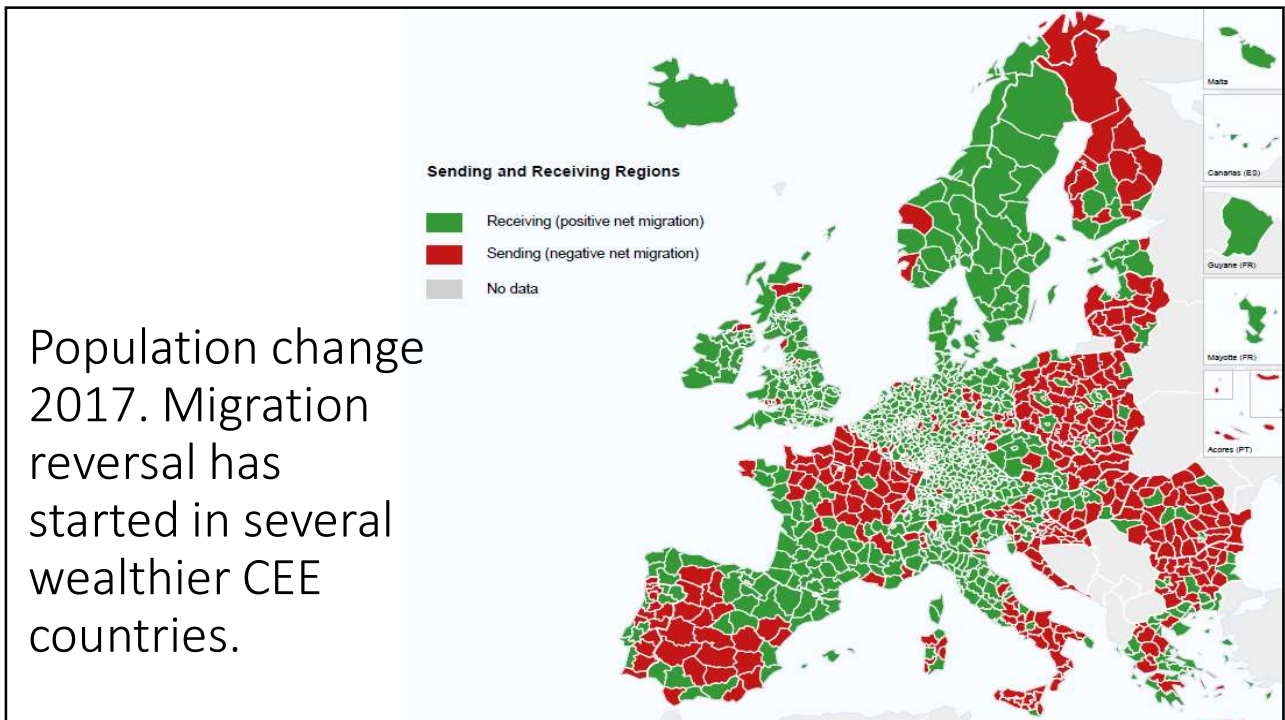 Population change
2017. Migration
reversal has
started in several
wealthier CEE
countries.
Sending and Receiving Regions
Receiving (positive net migration)
Sending (negative net migration)
No data
Malta
Canarias (ES)
Guyane (FR)
Mayotte (FR)
Acores (PT)